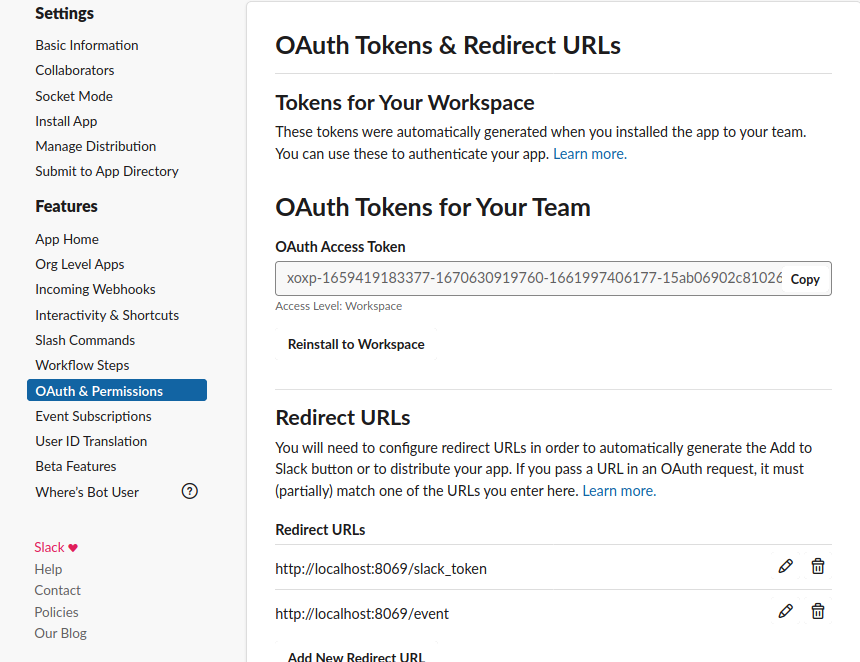 Settings
Basic Information
Collaborators
Socket Mode
Install App
Manage Distribution
Submit to App Directory
Features
App Home
Org Level Apps
Incoming Webhooks
Interactivity & Shortcuts
Slash Commands
Workflow Steps
OAuth & Permissions
Event Subscriptions
User ID Translation
Beta Features
Where's Bot User
?
Slack ♥
Help
Contact
Policies
Our Blog
OAuth Tokens & Redirect URLs
Tokens for Your Workspace
These tokens were automatically generated when you installed the app to your team.
You can use these to authenticate your app. Learn more.
OAuth Tokens for Your Team
OAuth Access Token
xoxp-1659419183377-1670630919760-1661997406177-15ab06902c81026
Copy
Access Level: Workspace
Reinstall to Workspace
Redirect URLs
You will need to configure redirect URLs in order to automatically generate the Add to
Slack button or to distribute your app. If you pass a URL in an OAuth request, it must
(partially) match one of the URLs you enter here. Learn more.
Redirect URLs
http://localhost:8069/slack_token
http://localhost:8069/event
Add New Redirect URL